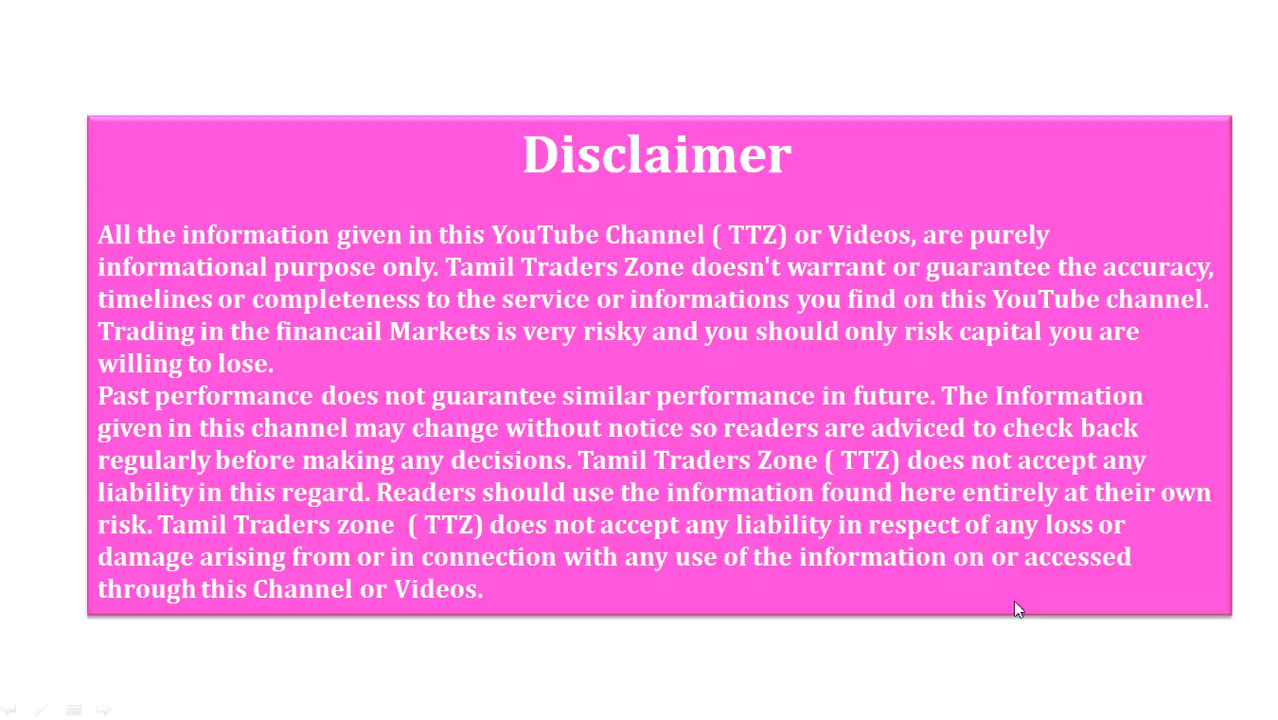 Disclaimer
All the information given in this YouTube Channel ( TTZ) or Videos, are purely
informational purpose only. Tamil Traders Zone doesn't warrant or guarantee the accuracy,
timelines or completeness to the service or informations you find on this YouTube channel.
Trading in the financail Markets is very risky and you should only risk capital you are
willing to lose.
Past performance does not guarantee similar performance in future. The Information
given in this channel may change without notice so readers are adviced to check back
regularly before making any decisions. Tamil Traders Zone ( TTZ) does not accept any
liability in this regard. Readers should use the information found here entirely at their own
risk. Tamil Traders zone  ( TTZ) does not accept any liability in respect of any loss or
damage arising from or in connection with any use of the information on or accessed
through this Channel or Videos.